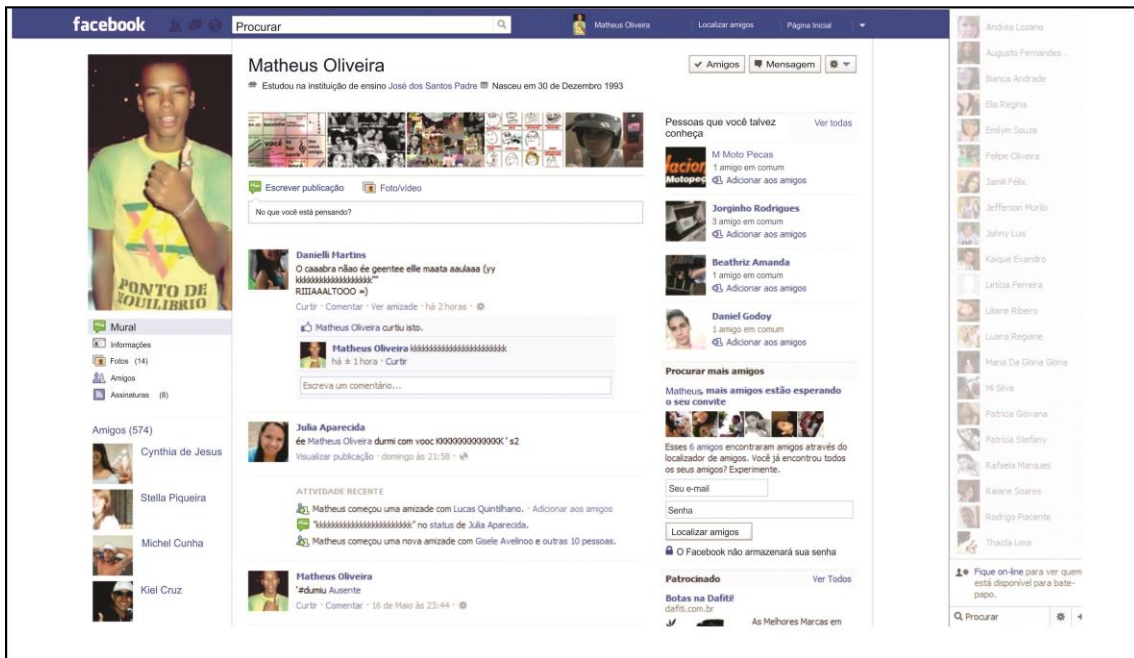 facebook
Procurar
Matheus Oliveira
Localizar amigos
Página Inicial
Matheus Oliveira
Amigos
Mensagem
Estudou na instituição de ensino José dos Santos Padre
Nasceu em 30 de Dezembro 1993
PONTO DE
EQUILIBRIO
Mural
Informações
Fotos (14)
Amigos
Assinaturas (8)
Amigos (574)
Cynthia de Jesus
Stella Piqueira
Michel Cunha
Kiel Cruz
você
Escrever publicação
Foto/vídeo
No que você está pensando?
Danielli Martins
O caaabra nãao ée geentee elle maata aaulaaa (yy
kkkkkkkkkkkkkkkkkkk'"
RIIIAAALTOOO =)
Curtir · Comentar · Ver amizade · há 2 horas ·
Matheus Oliveira curtiu isto.
Matheus Oliveira kkkkkkkkkkkkkkkkkkkkkkkk
há ± 1 hora · Curtir
Escreva um comentário...
Julia Aparecida
ée Matheus Oliveira durmi com vooc KKKKKKKKKKKKK ' s2
Visualizar publicação · domingo às 21:58 ·
ATIVIDADE RECENTE
Matheus começou uma amizade com Lucas Quintilhano. · Adicionar aos amigos
"kkkkkkkkkkkkkkkkkkkkkkkk" no status de Julia Aparecida.
Matheus começou uma nova amizade com Gisele Avelinoo e outras 10 pessoas.
Matheus Oliveira
'#dumiu Ausente
Curtir · Comentar · 16 de Maio às 23:44 ·
Pessoas que você talvez
conheça
Ver todas
M Moto Pecas
1 amigo em comum
Adicionar aos amigos
Jorginho Rodrigues
3 amigo em comum
Adicionar aos amigos
Beathriz Amanda
1 amigo em comum
Adicionar aos amigos
Daniel Godoy
1 amigo em comum
Adicionar aos amigos
Procurar mais amigos
Matheus, mais amigos estão esperando
o seu convite
Esses 6 amigos encontraram amigos através do
localizador de amigos. Você já encontrou todos
os seus amigos? Experimente.
Seu e-mail
Senha
Localizar amigos
O Facebook não armazenará sua senha
Patrocinado
Ver Todos
Botas na Dafiti!
dafiti.com.br
As Melhores Marcas em
Andrea Lozano
Augusto Fernandes...
Bianca Andrade
Elis Regina
Emilym Souza
Felipe Oliveira
Jamili Félix
Jefferson Murilo
Johny Luis
Kaique Evandro
Letícia Ferreira
Liliane Ribeiro
Luana Regiane
Maria Da Gloria Gloria
Mi Silva
Patricia Giovana
Patrícia Stefany
Rafaela Marques
Raiane Soares
Rodrigo Piacente
Thacila Lima
Fique on-line para ver quem
está disponível para bate-
papo.
Procurar